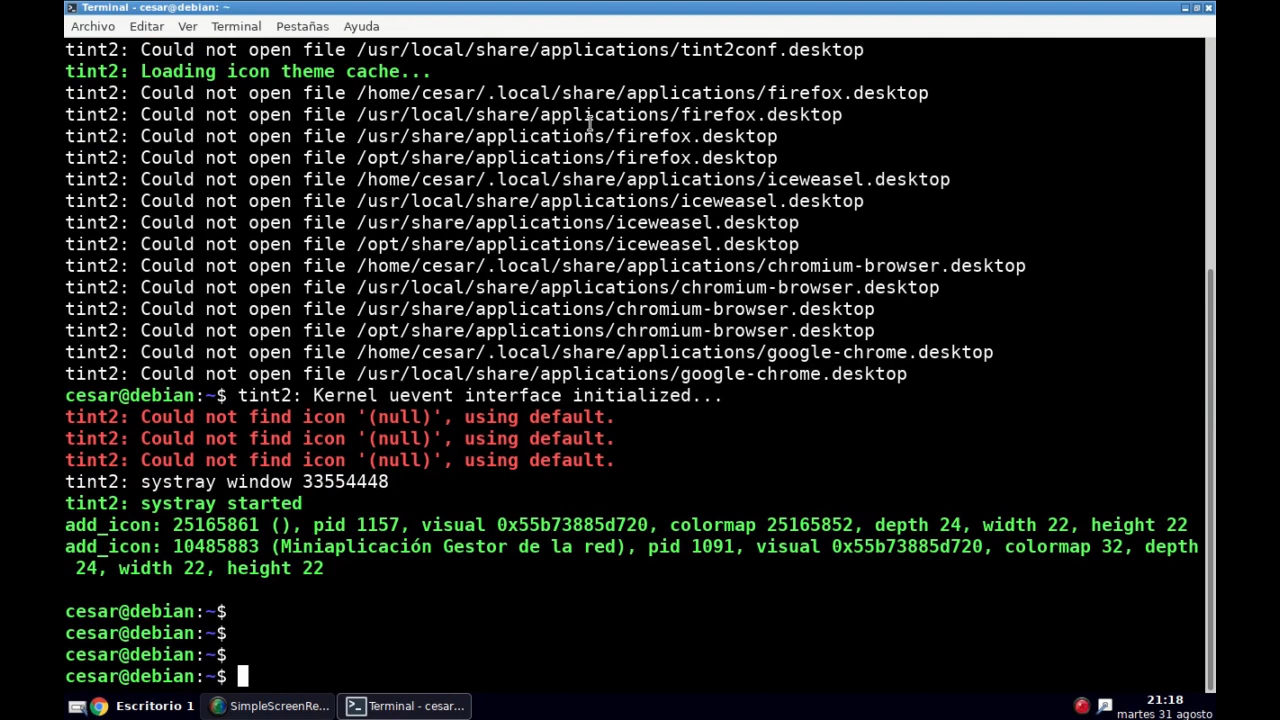 Terminal - cesar@debian: ~
Archivo Editar Ver Terminal Pestañas Ayuda
tint2: Could not open file /usr/local/share/applications/tint2conf.desktop
tint2: Loading icon theme cache...
tint2: Could not open file /home/cesar/.local/share/applications/firefox.desktop
tint2: Could not open file /usr/local/share/applications/firefox.desktop
tint2: Could not open file /usr/share/applications/firefox.desktop
tint2: Could not open file /opt/share/applications/firefox.desktop
tint2: Could not open file /home/cesar/.local/share/applications/iceweasel.desktop
tint2: Could not open file /usr/local/share/applications/iceweasel.desktop
tint2: Could not open file /usr/share/applications/iceweasel.desktop
tint2: Could not open file /opt/share/applications/iceweasel.desktop
tint2: Could not open file /home/cesar/.local/share/applications/chromium-browser.desktop
tint2: Could not open file /usr/local/share/applications/chromium-browser.desktop
tint2: Could not open file /usr/share/applications/chromium-browser.desktop
tint2: Could not open file /opt/share/applications/chromium-browser.desktop
tint2: Could not open file /home/cesar/.local/share/applications/google-chrome.desktop
tint2: Could not open file /usr/local/share/applications/google-chrome.desktop
cesar@debian:~$ tint2: Kernel uevent interface initialized...
tint2: Could not find icon '(null)', using default.
tint2: Could not find icon '(null)', using default.
tint2: Could not find icon '(null)', using default.
tint2: systray window 33554448
tint2: systray started
add_icon: 25165861 (), pid 1157, visual 0x55b73885d720, colormap 25165852, depth 24, width 22, height 22
add_icon: 10485883 (Miniaplicación Gestor de la red), pid 1091, visual 0x55b73885d720, colormap 32, depth
24, width 22, height 22
cesar@debian:~$
cesar@debian:~$
cesar@debian:~$
cesar@debian:~$
Escritorio 1 SimpleScreenRe... Terminal - cesar... 21:18
martes 31 agosto